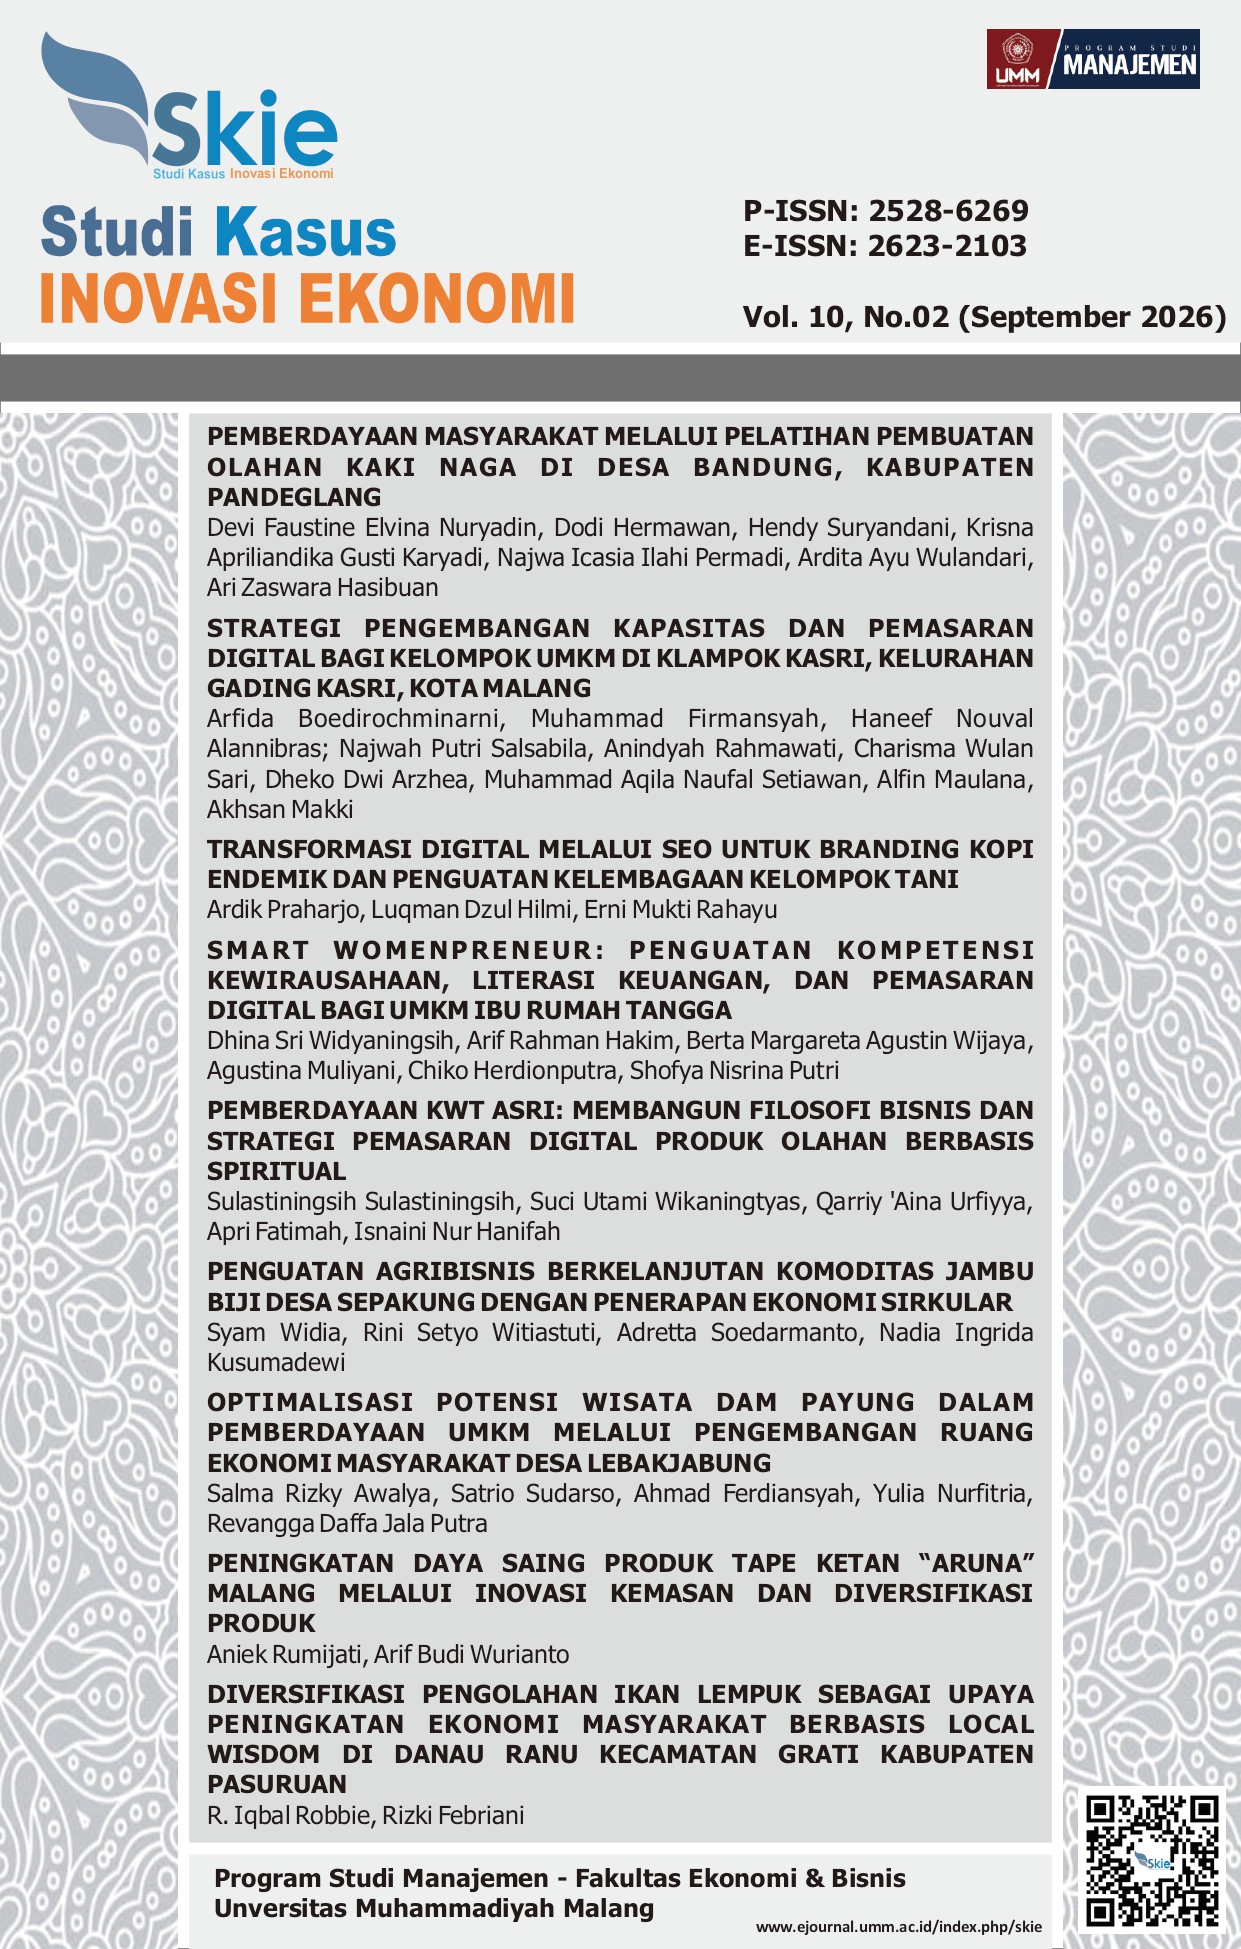 UMM
PROGRAM STUDI
MANAJEMEN
Skie
Studi Kasus Inovasi Ekonomi
Studi Kasus
INOVASI EKONOMI
P-ISSN: 2528-6269
E-ISSN: 2623-2103
Vol. 10, No.02 (September 2026)
PEMBERDAYAAN MASYARAKAT MELALUI PELATIHAN PEMBUATAN
OLAHAN KAKI NAGA DI DESA BANDUNG, KABUPATEN
PANDEGLANG
Devi Faustine Elvina Nuryadin, Dodi Hermawan, Hendy Suryandani, Krisna
Apriliandika Gusti Karyadi, Najwa Icasia Ilahi Permadi, Ardita Ayu Wulandari,
Ari Zaswara Hasibuan
STRATEGI PENGEMBANGAN KAPASITAS DAN PEMASARAN
DIGITAL BAGI KELOMPOK UMKM DI KLAMPOK KASRI, KELURAHAN
GADING KASRI, KOTA MALANG
Arfida Boedirochminarni, Muhammad Firmansyah, Haneef Nouval
Alannibras; Najwah Putri Salsabila, Anindyah Rahmawati, Charisma Wulan
Sari, Dheko Dwi Arzhea, Muhammad Aqila Naufal Setiawan, Alfin Maulana,
Akhsan Makki
TRANSFORMASI DIGITAL MELALUI SEO UNTUK BRANDING KOPI
ENDEMIK DAN PENGUATAN KELEMBAGAAN KELOMPOK TANI
Ardik Praharjo, Luqman Dzul Hilmi, Erni Mukti Rahayu
SMART WOMENPRENEUR: PENGUATAN KOMPETENSI
KEWIRAUSAHAAN, LITERASI KEUANGAN, DAN PEMASARAN
DIGITAL BAGI UMKM IBU RUMAH TANGGA
Dhina Sri Widyaningsih, Arif Rahman Hakim, Berta Margareta Agustin Wijaya,
Agustina Muliyani, Chiko Herdionputra, Shofya Nisrina Putri
PEMBERDAYAAN KWT ASRI: MEMBANGUN FILOSOFI BISNIS DAN
STRATEGI PEMASARAN DIGITAL PRODUK OLAHAN BERBASIS
SPIRITUAL
Sulastiningsih Sulastiningsih, Suci Utami Wikaningtyas, Qarriy 'Aina Urfiyya,
Apri Fatimah, Isnaini Nur Hanifah
PENGUATAN AGRIBISNIS BERKELANJUTAN KOMODITAS JAMBU
BIJI DESA SEPAKUNG DENGAN PENERAPAN EKONOMI SIRKULAR
Syam Widia, Rini Setyo Witiastuti, Adretta Soedarmanto, Nadia Ingrida
Kusumadewi
OPTIMALISASI POTENSI WISATA DAM PAYUNG DALAM
PEMBERDAYAAN UMKM MELALUI PENGEMBANGAN RUANG
EKONOMI MASYARAKAT DESA LEBAKJABUNG
Salma Rizky Awalya, Satrio Sudarso, Ahmad Ferdiansyah, Yulia Nurfitria,
Revangga Daffa Jala Putra
PENINGKATAN DAYA SAING PRODUK TAPE KETAN “ARUNA”
MALANG MELALUI INOVASI KEMASAN DAN DIVERSIFIKASI
PRODUK
Aniek Rumijati, Arif Budi Wurianto
DIVERSIFIKASI PENGOLAHAN IKAN LEMPUK SEBAGAI UPAYA
PENINGKATAN EKONOMI MASYARAKAT BERBASIS LOCAL
WISDOM DI DANAU RANU KECAMATAN GRATI KABUPATEN
PASURUAN
R. Iqbal Robbie, Rizki Febriani
Program Studi Manajemen - Fakultas Ekonomi & Bisnis
Unversitas Muhammadiyah Malang
www.ejournal.umm.ac.id/index.php/skie
Skie